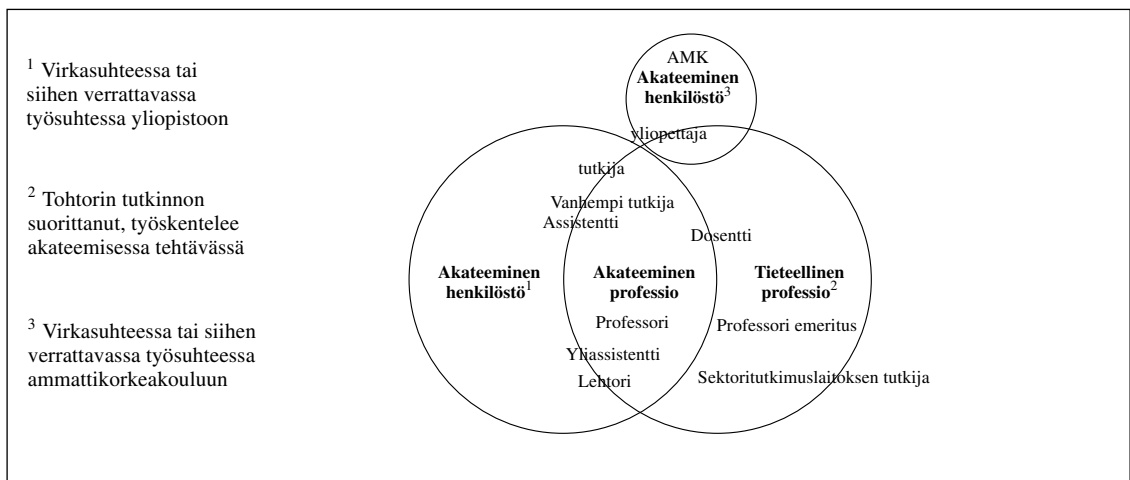 ¹ Virkasuhteessa tai
siihen verrattavassa
työsuhtessa yliopistoon
² Tohtorin tutkinnon
suorittanut, työskentelee
akateemisessa tehtävässä
³ Virkasuhteessa tai siihen
verrattavassa työsuhteessa
ammattikorkeakouluun
AMK
Akateeminen
henkilöstö³
yliopettaja
tutkija
Vanhempi tutkija
Assistentti
Dosentti
Akateeminen
henkilöstö¹
Akateeminen
professio
Tieteellinen
professio²
Professori
Professori emeritus
Yliassistentti
Lehtori
Sektoritutkimuslaitoksen tutkija